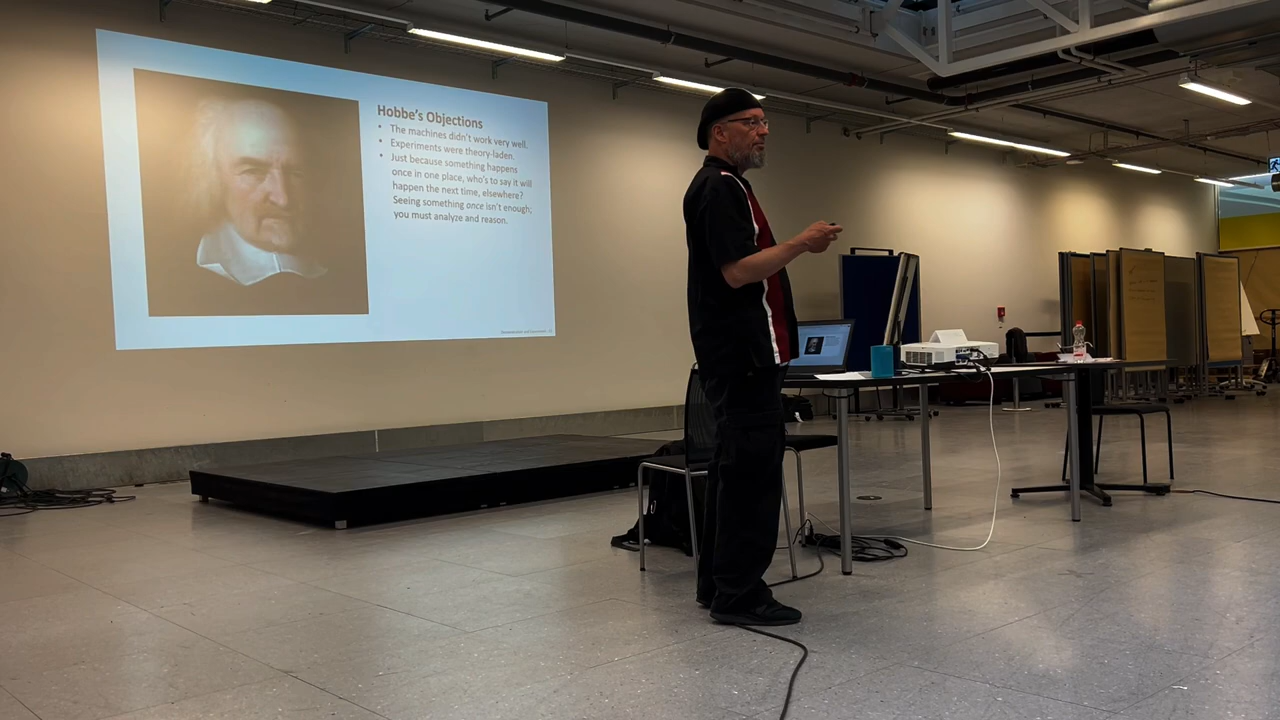 Hobbe's Objections
• The machines didn't work very well.
• Experiments were theory-laden.
• Just because something happens
once in one place, who's to say it will
happen the next time, elsewhere?
Seeing something once isn't enough;
you must analyze and reason.